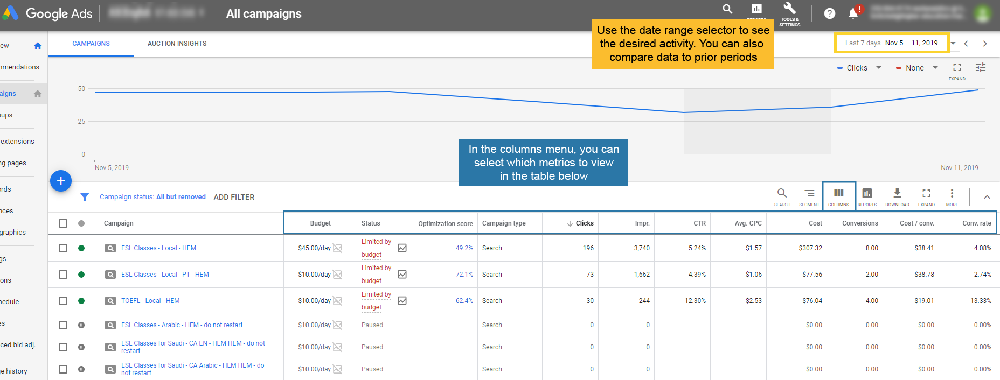 Google Ads
All campaigns
REPORTS
TOOLS &
SETTINGS
?
!
Use the date range selector to see
the desired activity. You can also
compare data to prior periods
CAMPAIGNS
AUCTION INSIGHTS
Last 7 days Nov 5 – 11, 2019
Clicks
None
EXPAND
ew
nmendations
aigns
oups
extensions
ng pages
ords
nces
graphics
gs
ons
hedule
es
ced bid adj.
e history
50
25
0
Nov 5, 2019
Nov 11, 2019
In the columns menu, you can
select which metrics to view
in the table below
+
Campaign status: All but removed
ADD FILTER
SEARCH
SEGMENT
COLUMNS
REPORTS
DOWNLOAD
EXPAND
MORE
Campaign Budget Status Optimization score Campaign type Clicks Impr. CTR Avg. CPC Cost Conversions Cost / conv. Conv. rate
ESL Classes - Local - HEM $45.00/day Limited by budget 49.2% Search 196 3,740 5.24% $1.57 $307.32 8.00 $38.41 4.08%
ESL Classes - Local - PT - HEM $10.00/day Limited by budget 72.1% Search 73 1,662 4.39% $1.06 $77.56 2.00 $38.78 2.74%
TOEFL - Local - HEM $10.00/day Limited by budget 62.4% Search 30 244 12.30% $2.53 $76.04 4.00 $19.01 13.33%
ESL Classes - Arabic - HEM - do not restart $10.00/day Paused — Search 0 0 — — $0.00 0.00 $0.00 0.00%
ESL Classes for Saudi - CA EN - HEM HEM - do not restart $10.00/day Paused — Search 0 0 — — $0.00 0.00 $0.00 0.00%
ESL Classes for Saudi - CA Arabic - HEM HEM - do not restart $10.00/day Paused — Search 0 0 — — $0.00 0.00 $0.00 0.00%